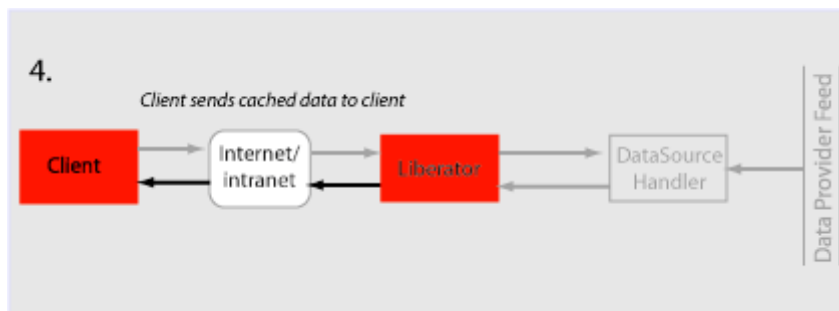 4.
Client sends cached data to client
Client
Internet/
intranet
Liberator
DataSource
Handler
Data Provider Feed